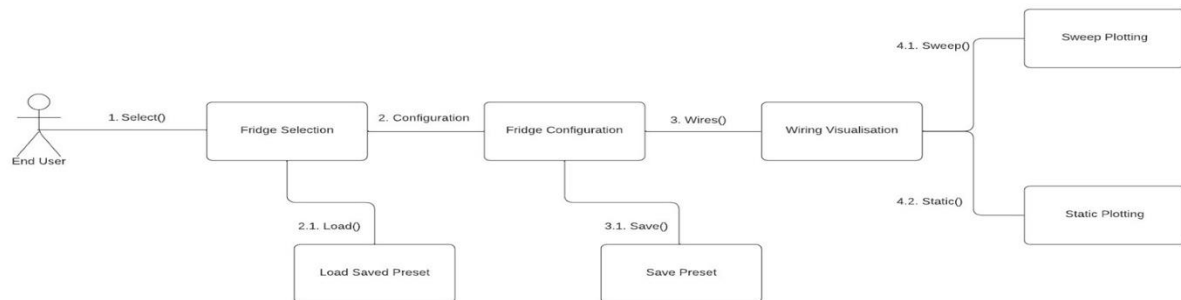 End User
1. Select()
Fridge Selection
2. Configuration
Fridge Configuration
3. Wires()
Wiring Visualisation
4.1. Sweep()
Sweep Plotting
4.2. Static()
Static Plotting
2.1. Load()
Load Saved Preset
3.1. Save()
Save Preset